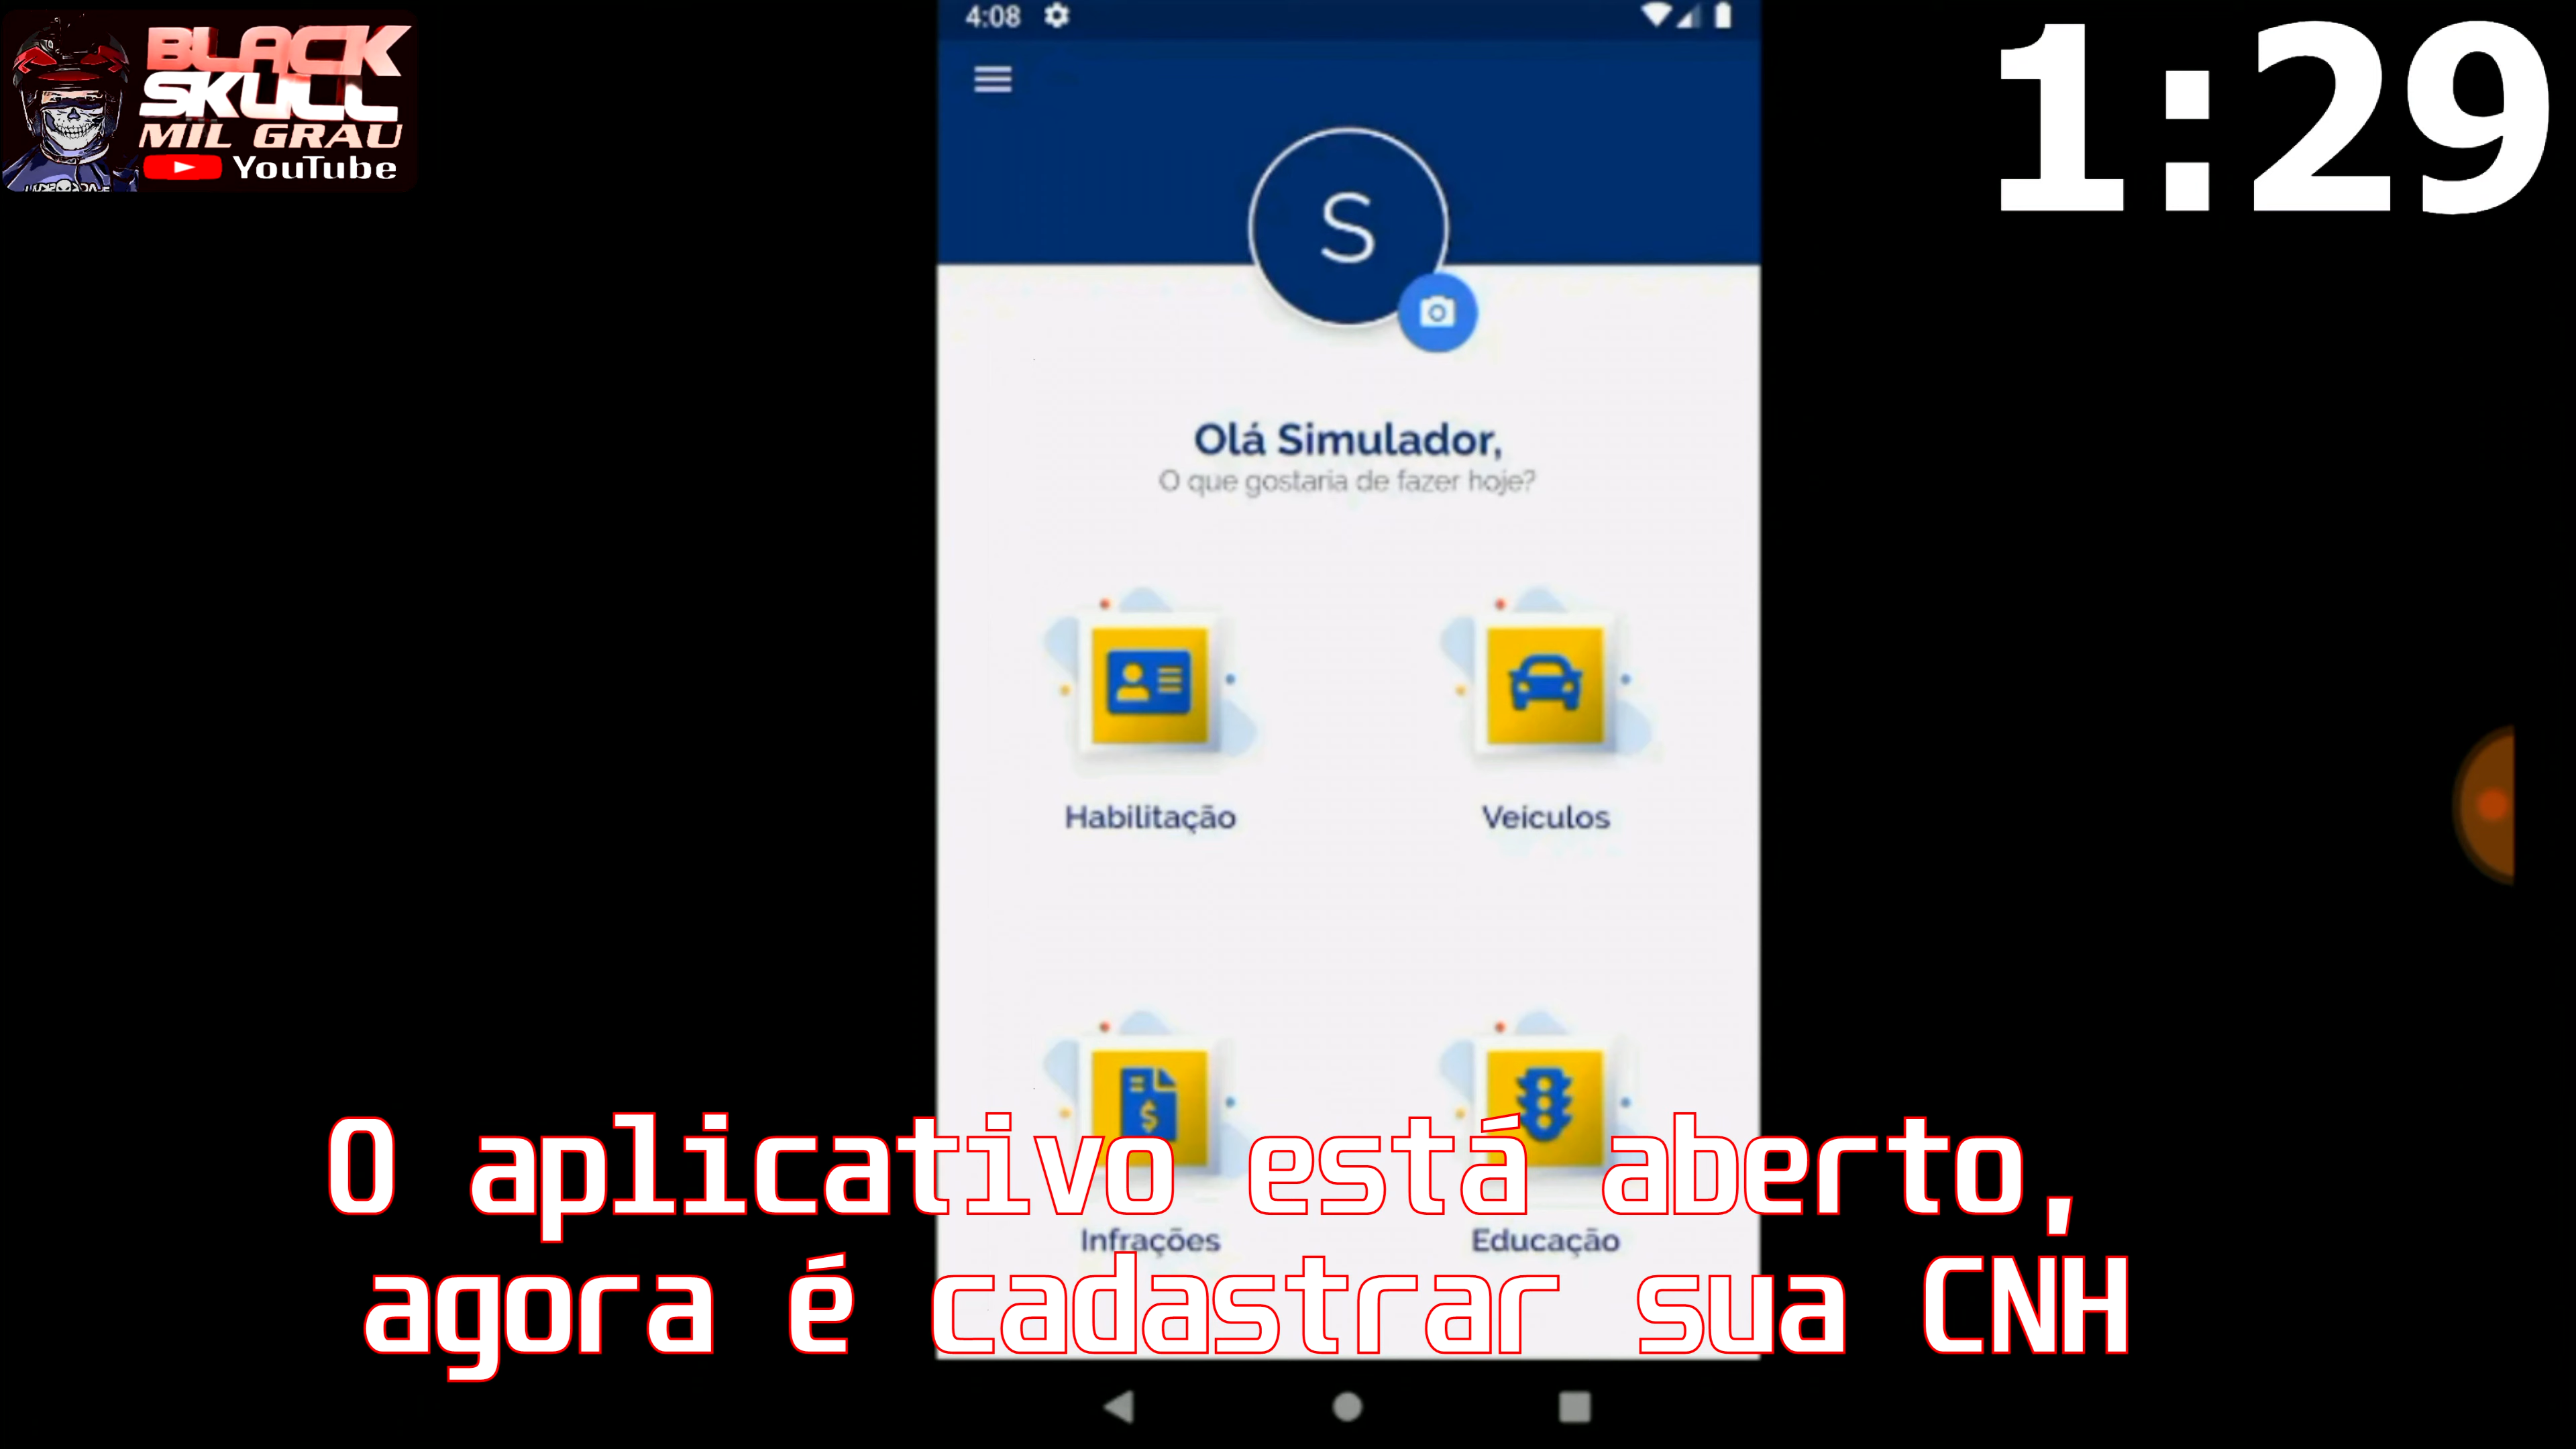 BLACK
SKULL
MIL GRAU
YouTube
4:08
1:29
S
Olá Simulador,
O que gostaria de fazer hoje?
Habilitação
Veículos
$
Infrações
Educação
O aplicativo está aberto,
agora é cadastrar sua CNH